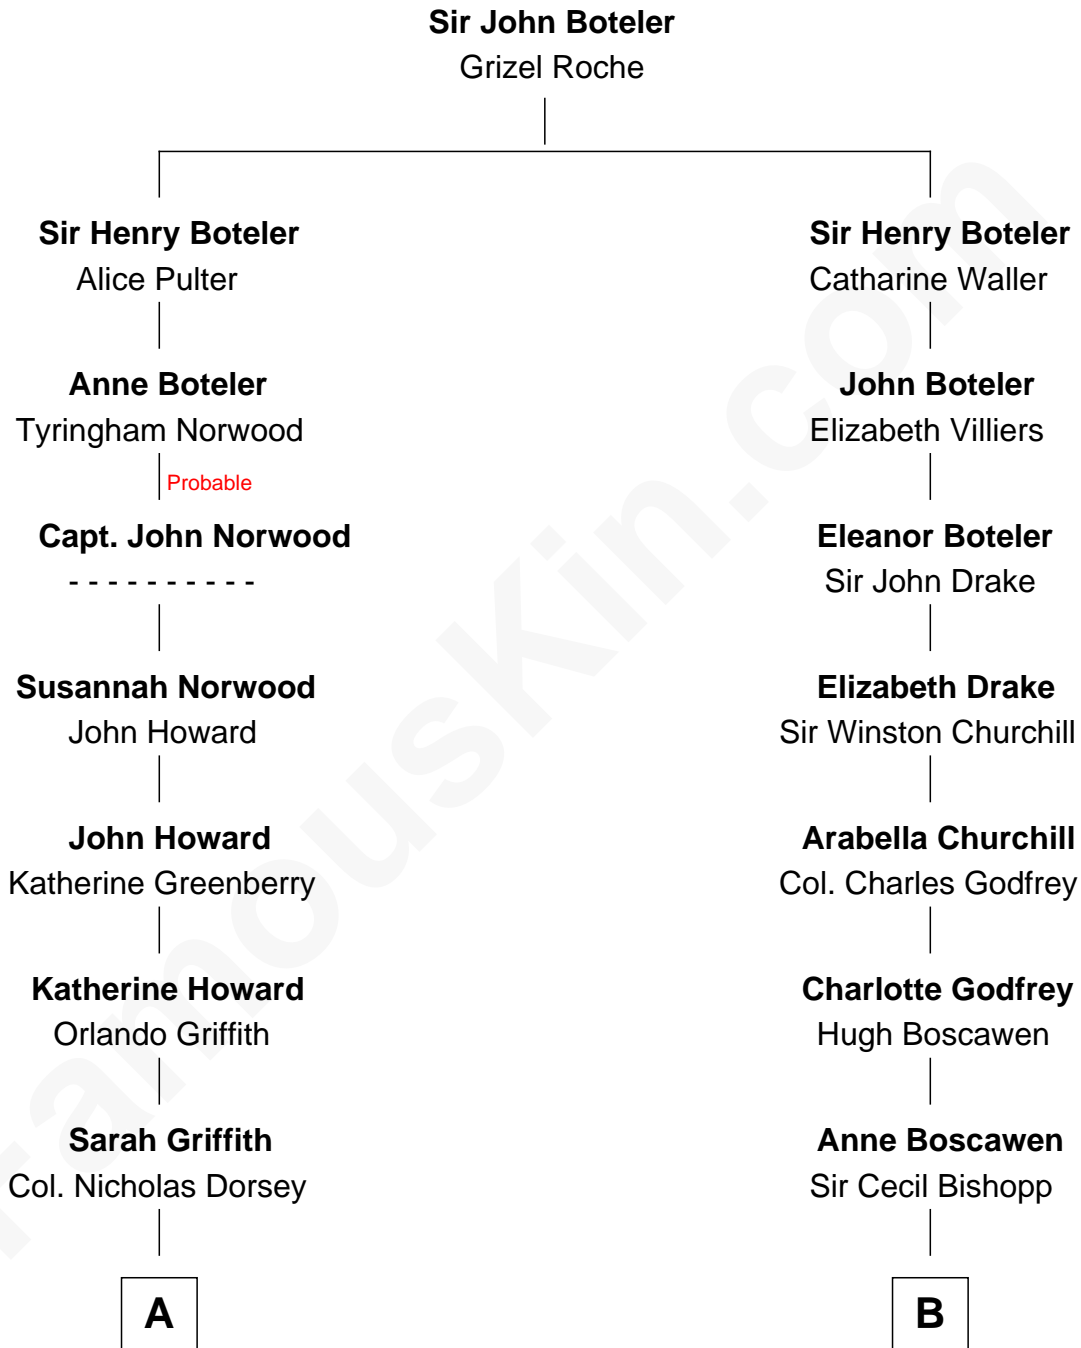 Sir John Boteler
Grizel Roche
Sir Henry Boteler
Alice Pulter
Sir Henry Boteler
Catharine Waller
Anne Boteler
Tyringham Norwood
John Boteler
Elizabeth Villiers
Probable
Capt. John Norwood
- - - - - - - - - -
Eleanor Boteler
Sir John Drake
Susannah Norwood
John Howard
Elizabeth Drake
Sir Winston Churchill
John Howard
Katherine Greenberry
Arabella Churchill
Col. Charles Godfrey
Katherine Howard
Orlando Griffith
Charlotte Godfrey
Hugh Boscawen
Sarah Griffith
Col. Nicholas Dorsey
Anne Boscawen
Sir Cecil Bishopp
A
B
FamousKin.com